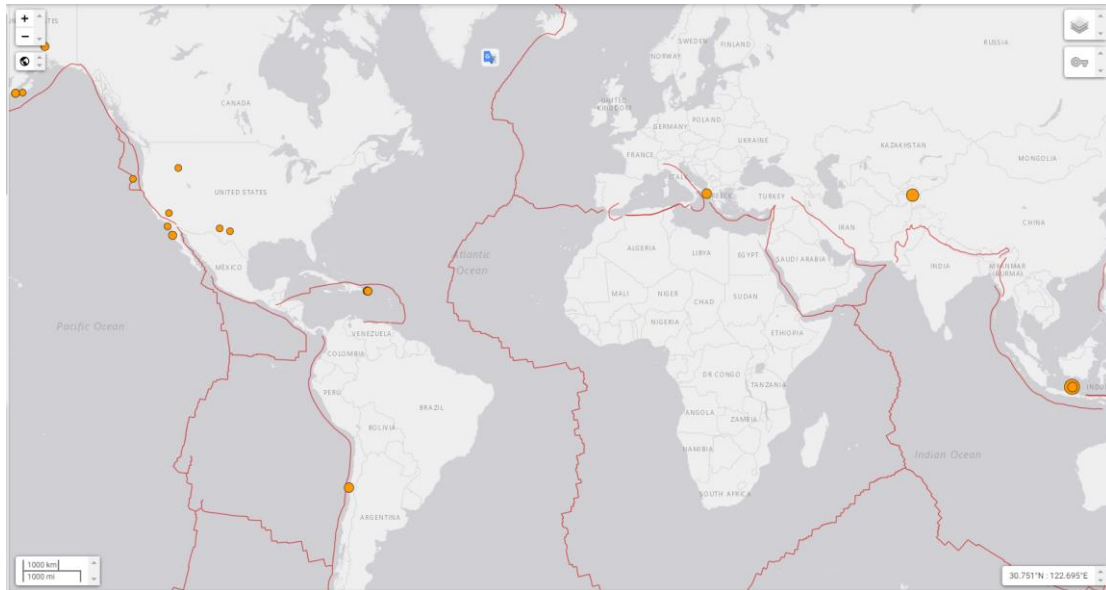 +
−
RUSSIA
SWEDEN
FINLAND
NORWAY
UNITED
KINGDOM
CANADA
POLAND
GERMANY
UKRAINE
KAZAKHSTAN
FRANCE
MONGOLIA
UNITED STATES
TURKEY
CHINA
IRAN
ALGERIA
LIBYA
EGYPT
SAUDI ARABIA
Atlantic
Ocean
INDIA
MYANMAR
(BURMA)
MÉXICO
MALI
NIGER
CHAD
SUDAN
NIGERIA
Pacific Ocean
VENEZUELA
ETHIOPIA
COLOMBIA
DR CONGO
TANZANIA
PERU
BRAZIL
ANGOLA
ZAMBIA
BOLIVIA
NAMIBIA
Indian Ocean
SOUTH AFRICA
ARGENTINA
1000 km
1000 mi
30.751°N : 122.695°E